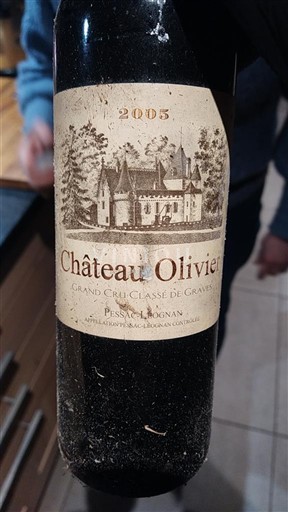 2005
Château Olivier
GRAND CRU CLASSÉ DE GRAVES
PESSAC-LÉOGNAN
APPELLATION PESSAC-LÉOGNAN CONTRÔLÉE